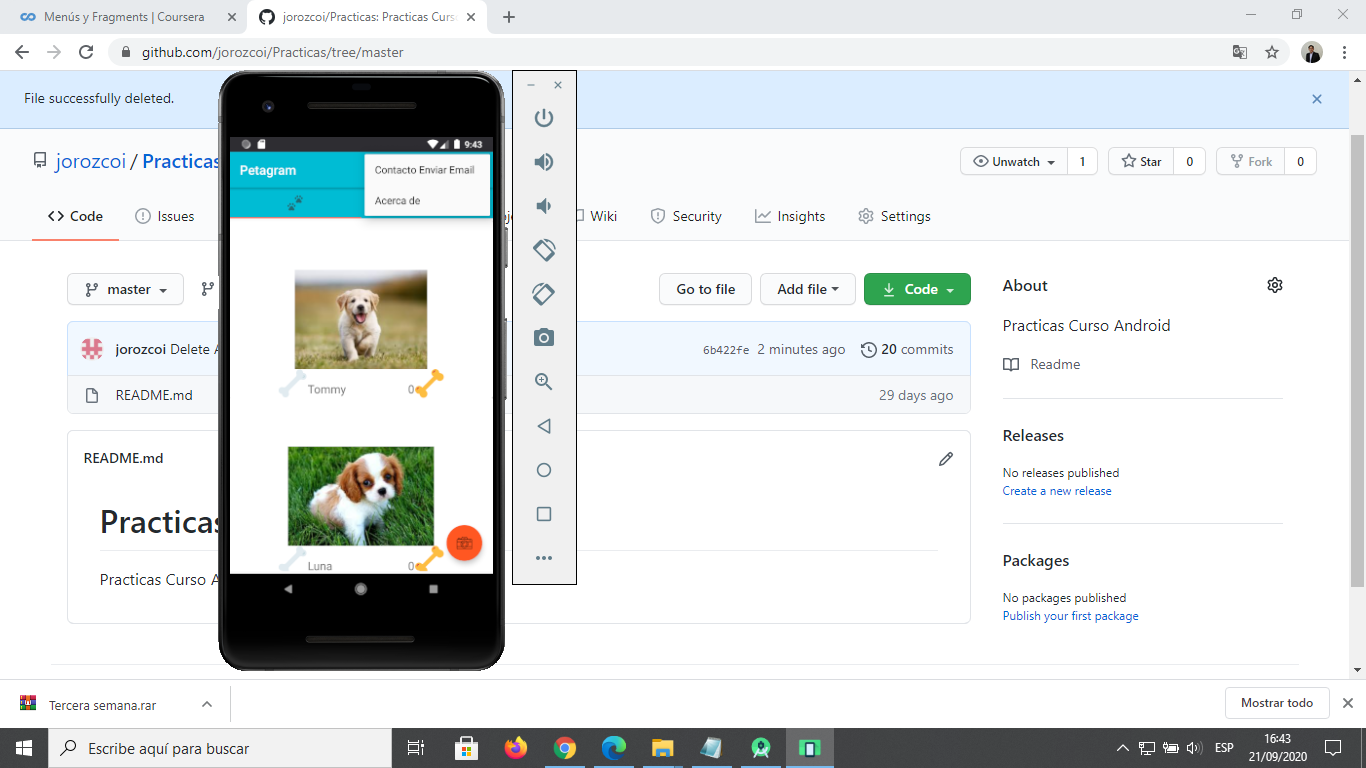 Menús y Fragments | Coursera
jorozcoi/Practicas: Practicas Curs
github.com/jorozcoi/Practicas/tree/master
File successfully deleted.
jorozcoi / Practicas
Unwatch 1
Star 0
Fork 0
Code
Issues
Wiki
Security
Insights
Settings
9:43
Petagram
Contacto Enviar Email
Acerca de
Tommy 0
Luna 0
master
Go to file
Add file
Code
jorozcoi Delete
6b422fe 2 minutes ago 20 commits
README.md 29 days ago
README.md
Practicas
Practicas Curso A
About
Practicas Curso Android
Readme
Releases
No releases published
Create a new release
Packages
No packages published
Publish your first package
Tercera semana.rar
Mostrar todo
Escribe aquí para buscar
ESP
16:43
21/09/2020